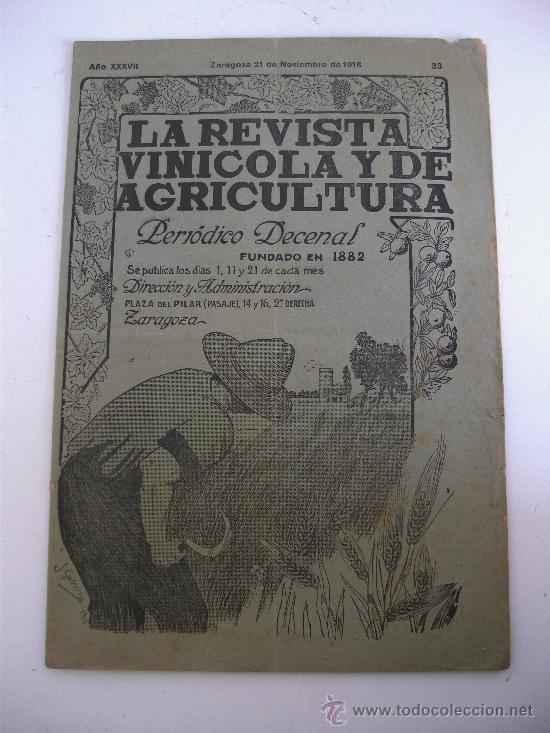 Año XXXVII Zaragoza 21 de Noviembre de 1918 33
LA REVISTA
VINICOLA Y DE
AGRICULTURA
Periódico Decenal
FUNDADO EN 1882
Se publica los días 1, 11 y 21 de cada mes
Dirección y Administración
PLAZA DEL PILAR (PASAJE), 14 y 16, 2º DERECHA
Zaragoza
todocoleccion
www.todocoleccion.net